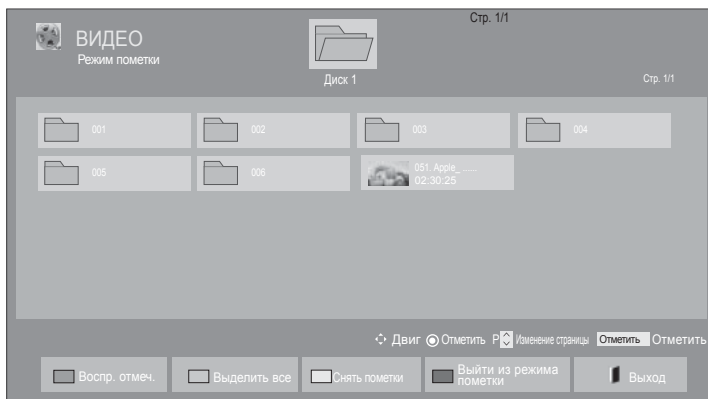 Стр. 1/1
ВИДЕО
Режим пометки
Диск 1
Стр. 1/1
001
002
003
004
005
006
051. Apple_ ......
02:30:25
Двиг
Отметить
P
Изменение страницы
Отметить
Отметить
Воспр. отмеч.
Выделить все
Снять пометки
Выйти из режима
пометки
Выход